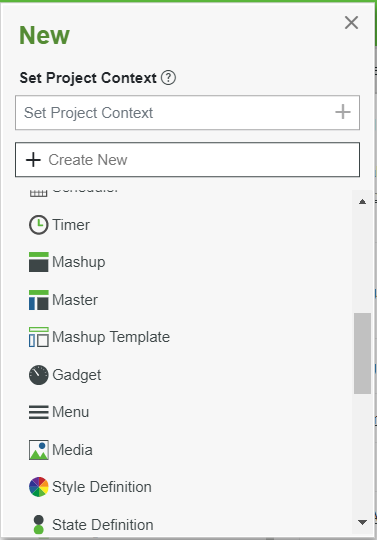 New
Set Project Context
Set Project Context
Create New
Scheduler
Timer
Mashup
Master
Mashup Template
Gadget
Menu
Media
Style Definition
State Definition